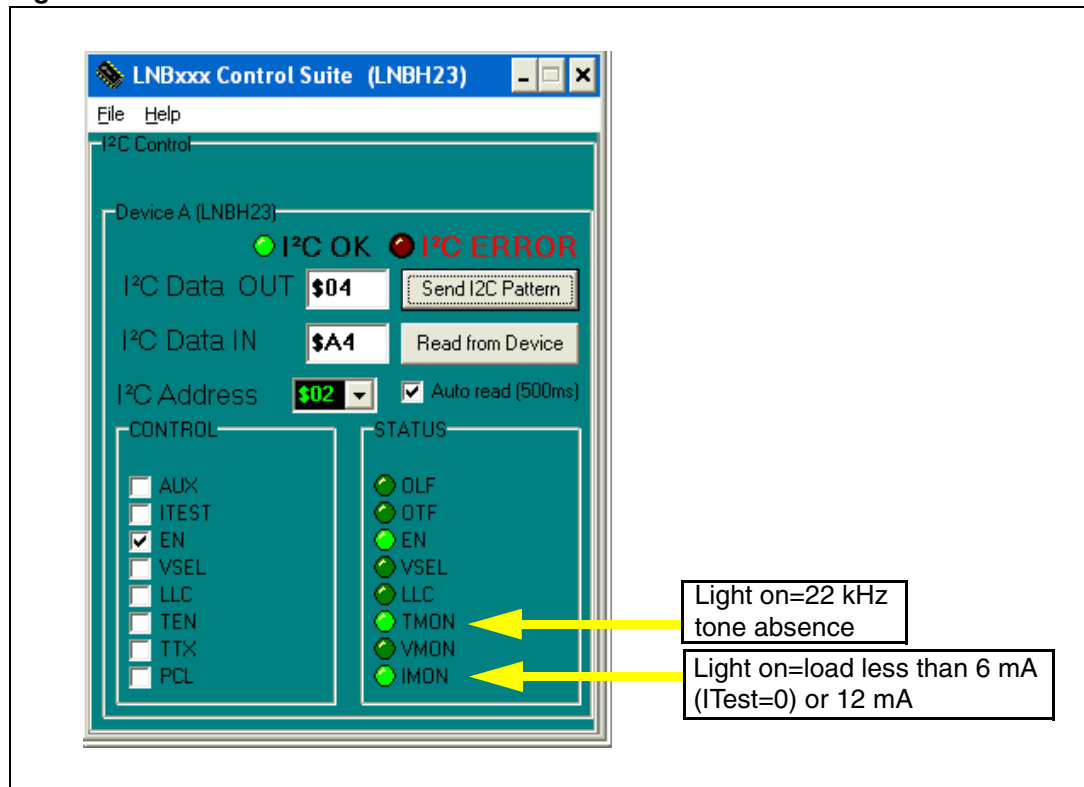 LNBxxx Control Suite (LNBH23)
File Help
I²C Control
Device A (LNBH23)
I²C OK I²C ERROR
I²C Data OUT $04 Send I2C Pattern
I²C Data IN $A4 Read from Device
I²C Address $02 Auto read (500ms)
CONTROL STATUS
AUX OLF
ITEST OTF
EN EN
VSEL VSEL
LLC LLC
TEN TMON
TTX VMON
PCL IMON
Light on=22 kHz
tone absence
Light on=load less than 6 mA
(ITest=0) or 12 mA